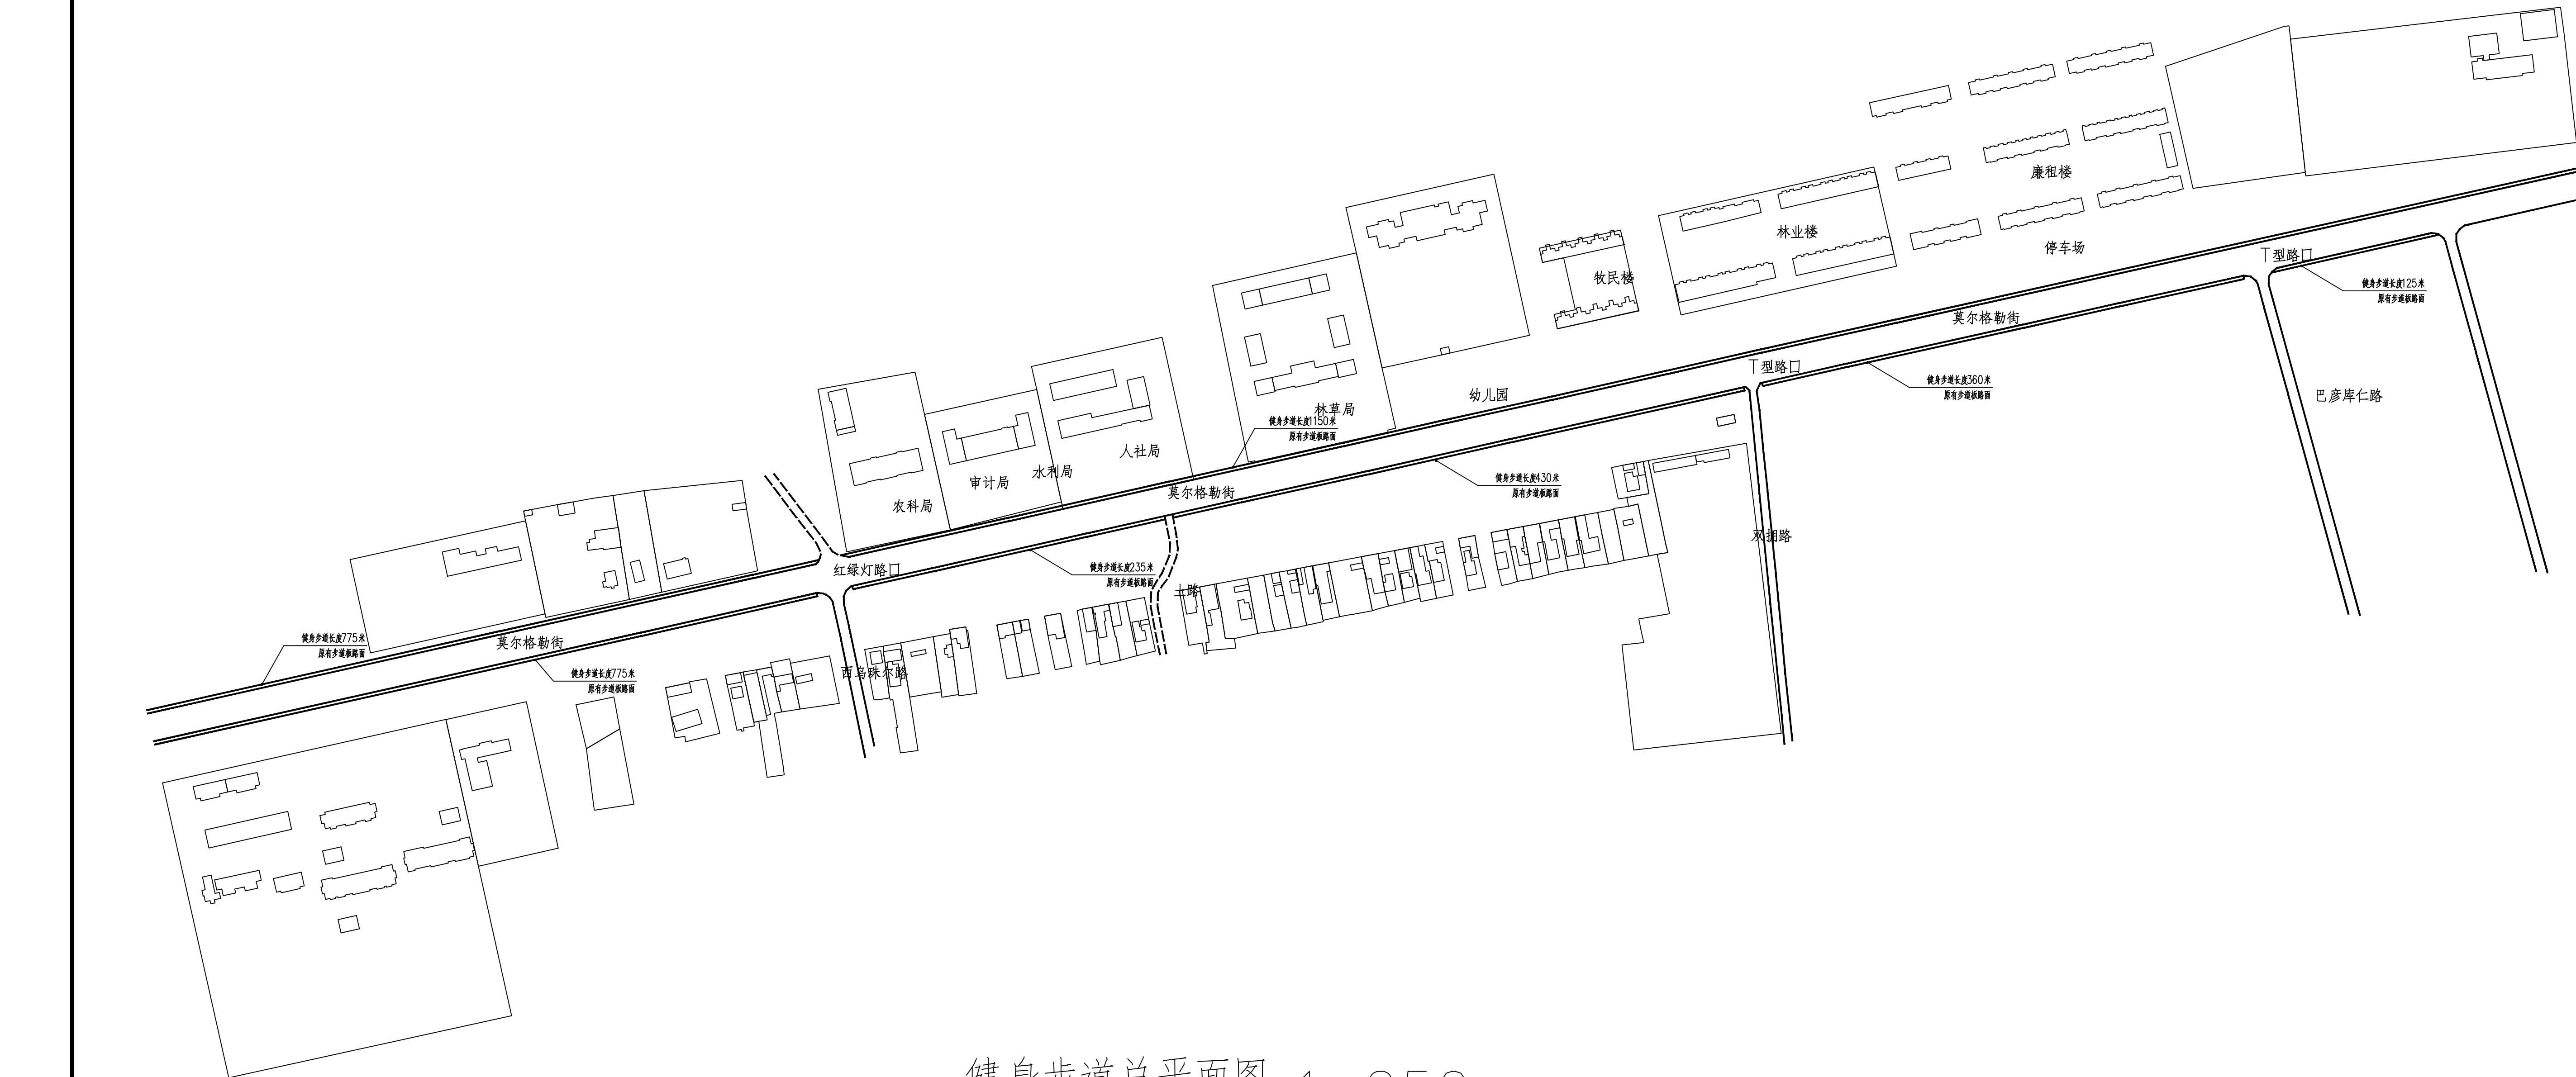 廉租楼
林业楼
停车场
丅型路口
牧民楼
健身步道长度125米
原有步道板路面
莫尔格勒街
丅型路口
健身步道长度360米
原有步道板路面
幼儿园
巴彦库仁路
林草局
健身步道长度1150米
原有步道板路面
人社局
水利局
审计局
健身步道长度430米
原有步道板路面
莫尔格勒街
农科局
双拥路
红绿灯路口
健身步道长度235米
原有步道板路面
土路
健身步道长度775米
原有步道板路面
莫尔格勒街
健身步道长度775米
原有步道板路面
西乌珠尔路
健身步道总平面图